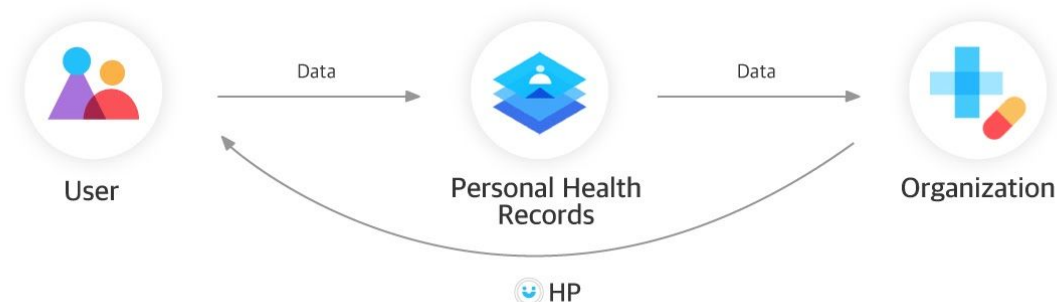 Data
Data
User
Personal Health
Records
Organization
HP